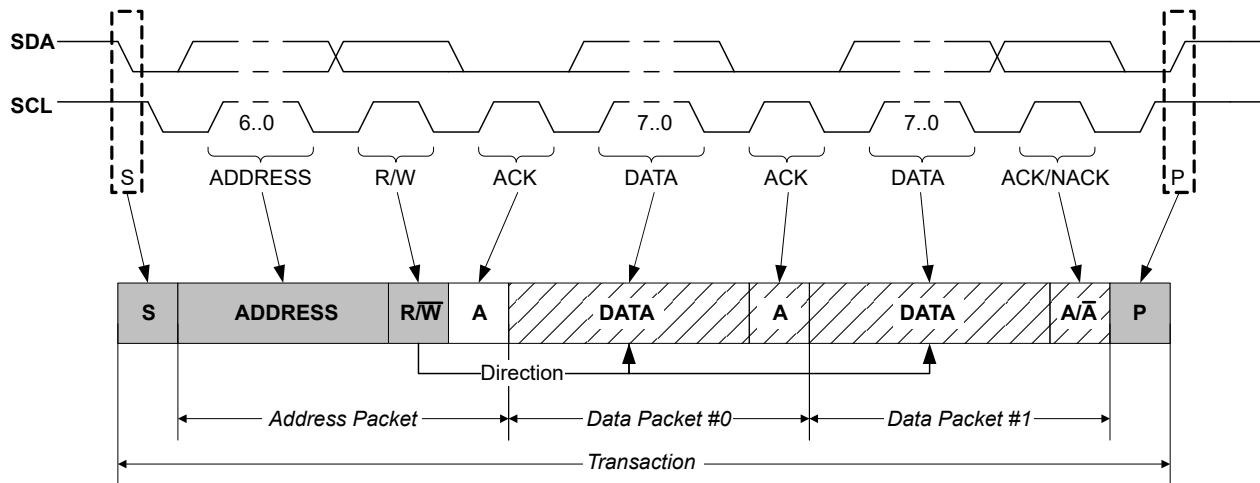 SDA
SCL
6..0 7..0 7..0
S ADDRESS R/W ACK DATA ACK DATA ACK/NACK P
S ADDRESS R/W̅ A DATA A DATA A/A̅ P
Direction
Address Packet Data Packet #0 Data Packet #1
Transaction